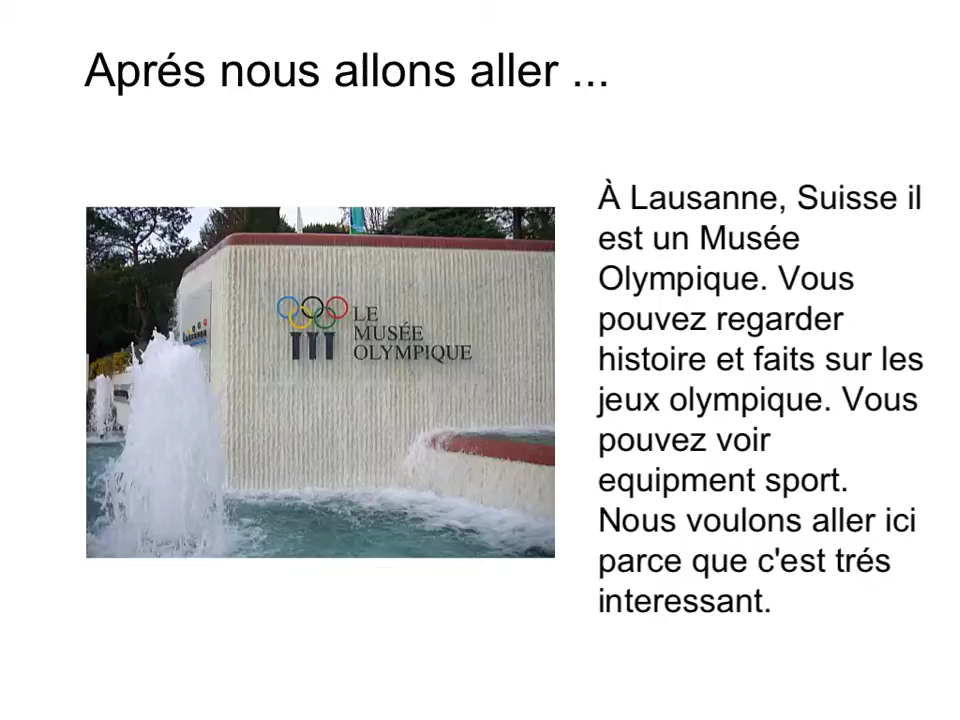 Aprés nous allons aller ...
À Lausanne, Suisse il
est un Musée
Olympique. Vous
pouvez regarder
histoire et faits sur les
jeux olympique. Vous
pouvez voir
equipment sport.
Nous voulons aller ici
parce que c'est trés
interessant.
LE
MUSÉE
OLYMPIQUE